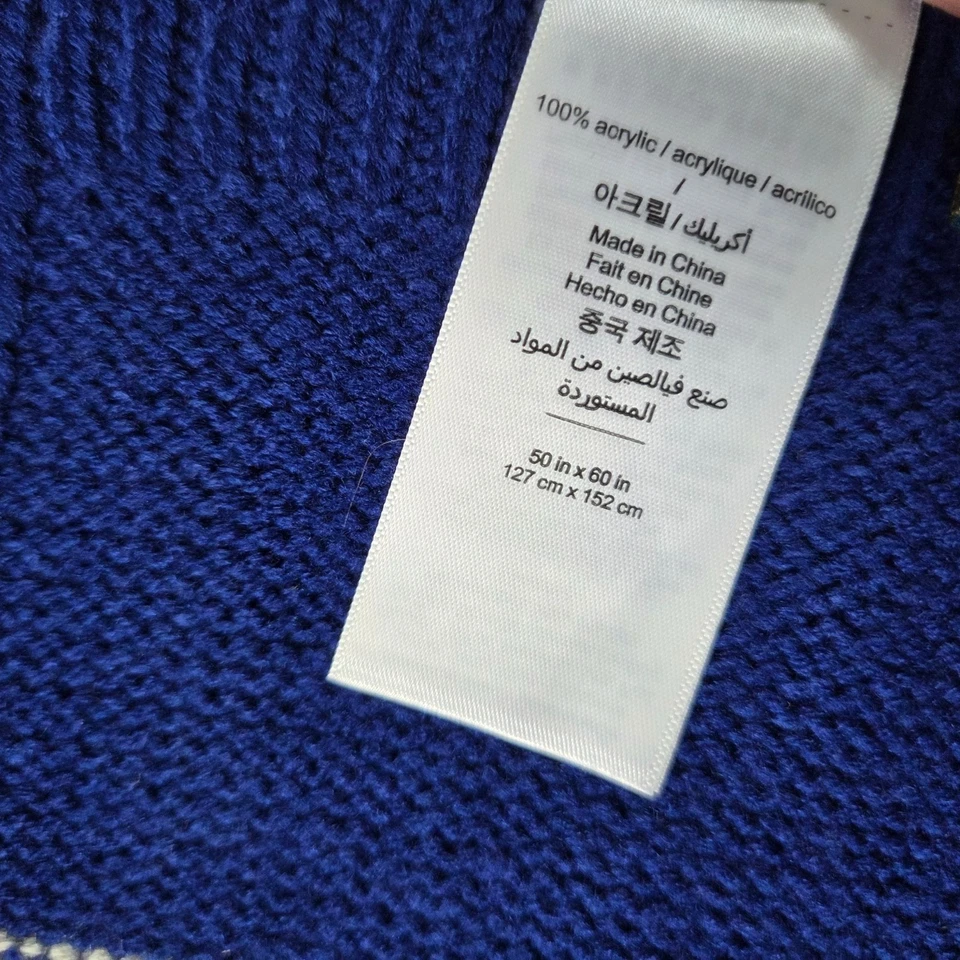 100% acrylic / acrylique / acrílico
/
아크릴 / أكريليك
Made in China
Fait en Chine
Hecho en China
중국 제조
صنع فيالصين من المواد
المستوردة
50 in x 60 in
127 cm x 152 cm